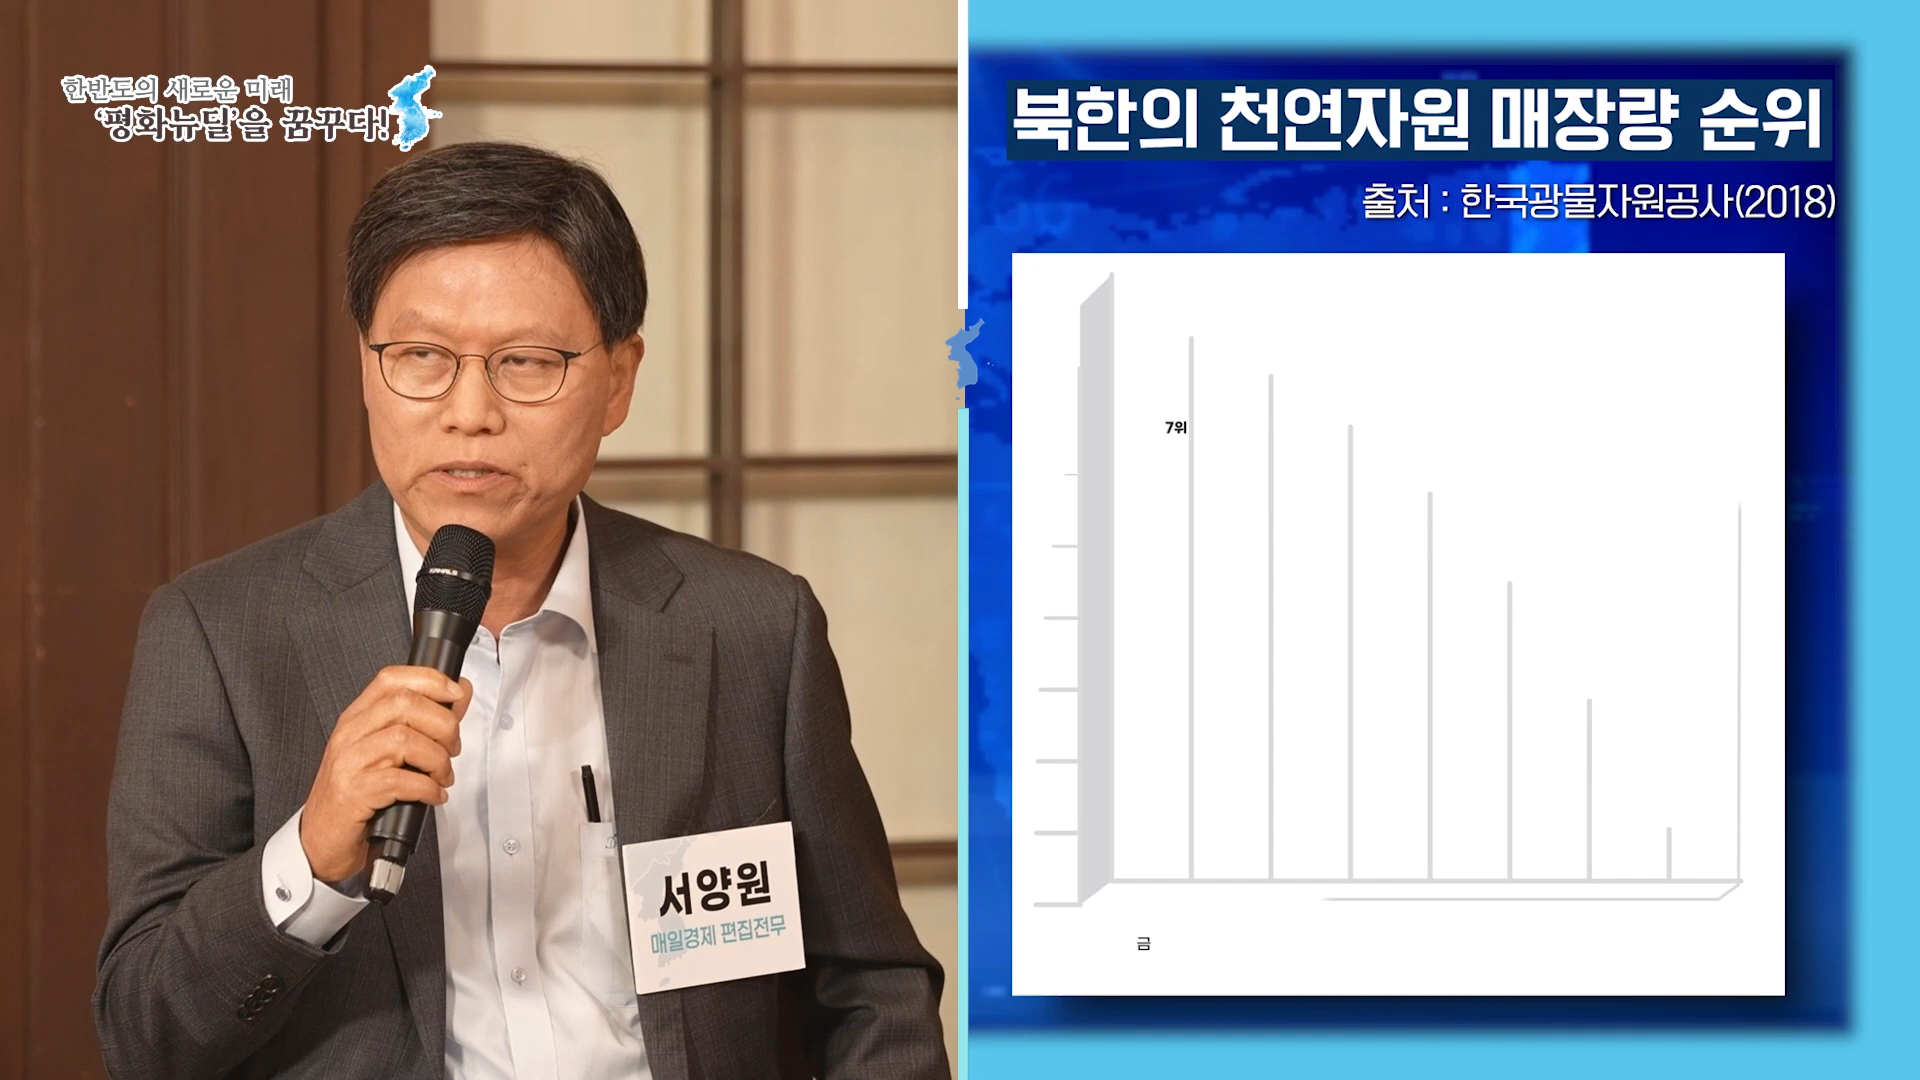 한반도의 새로운 미래
‘평화뉴딜’을 꿈꾸다!
북한의 천연자원 매장량 순위
출처 : 한국광물자원공사(2018)
7위
금
서양원
매일경제 편집전무